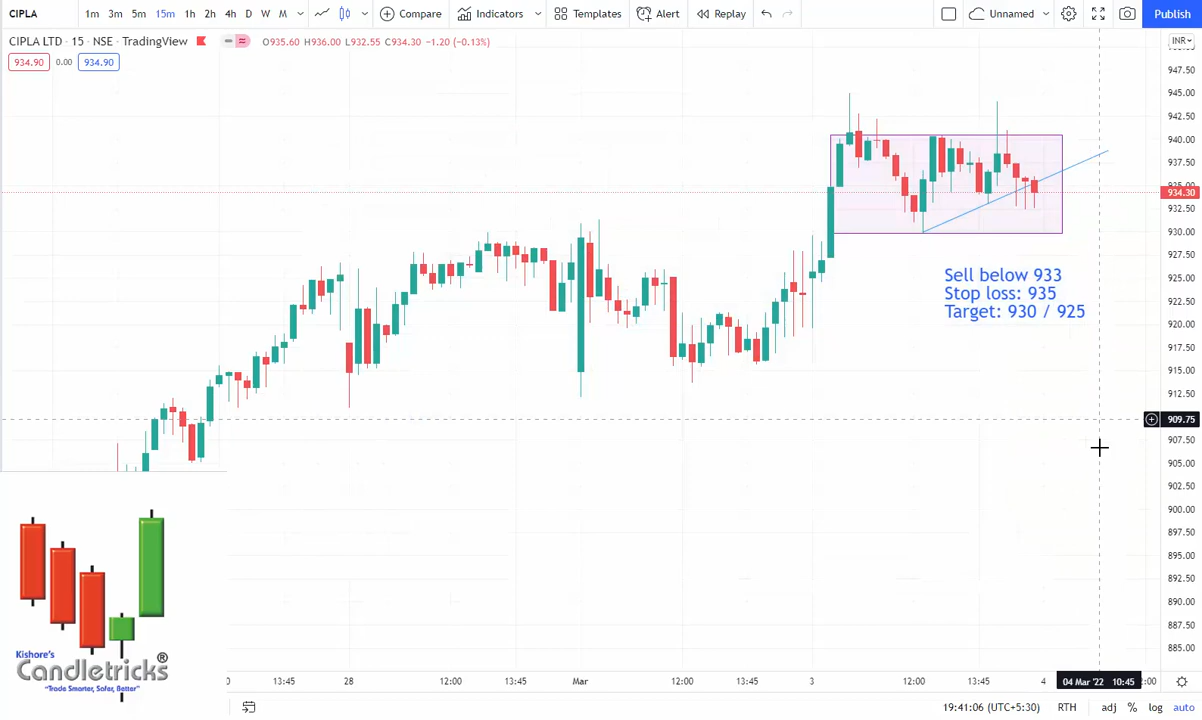 CIPLA 1m 3m 5m 15m 1h 2h 4h D W M Compare Indicators Templates Alert Replay Unnamed Publish
CIPLA LTD · 15 · NSE · TradingView O935.60 H936.00 L932.55 C934.30 −1.20 (−0.13%)
INR
934.90 0.00 934.90
947.50
945.00
942.50
940.00
937.50
935.00
934.30
932.50
930.00
927.50
925.00
922.50
920.00
917.50
915.00
912.50
909.75
907.50
905.00
902.50
900.00
897.50
895.00
892.50
890.00
887.50
885.00
Sell below 933
Stop loss: 935
Target: 930 / 925
Kishore's
Candletricks®
"Trade Smarter, Safer, Better"
0 13:45 28 12:00 13:45 Mar 12:00 13:45 3 12:00 13:45 4 04 Mar '22 10:45 2:00
19:41:06 (UTC+5:30) RTH adj % log auto